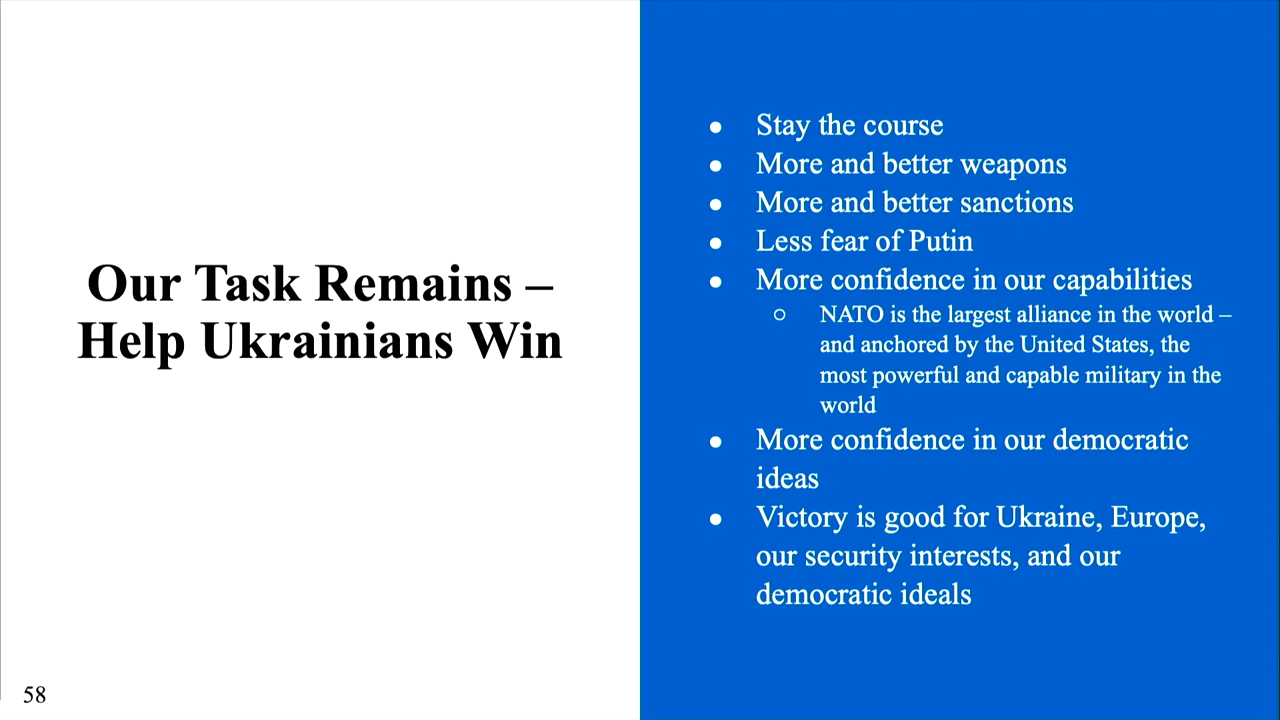 Our Task Remains –
Help Ukrainians Win
● Stay the course
● More and better weapons
● More and better sanctions
● Less fear of Putin
● More confidence in our capabilities
○ NATO is the largest alliance in the world –
and anchored by the United States, the
most powerful and capable military in the
world
● More confidence in our democratic
ideas
● Victory is good for Ukraine, Europe,
our security interests, and our
democratic ideals
58